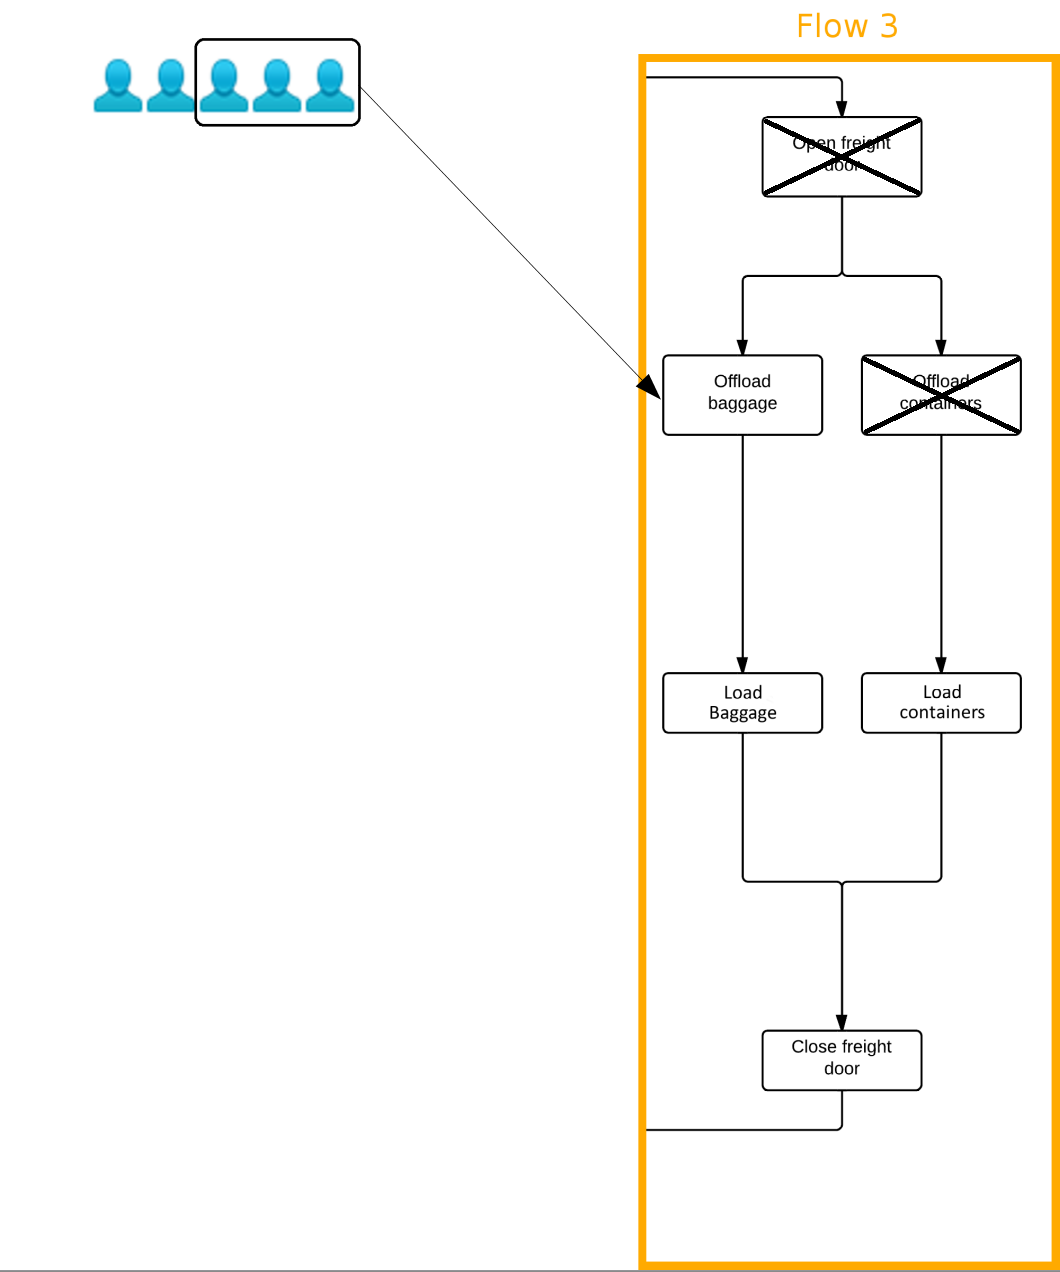 Flow 3
Open freight
door
Offload
baggage
Offload
containers
Load
Baggage
Load
containers
Close freight
door